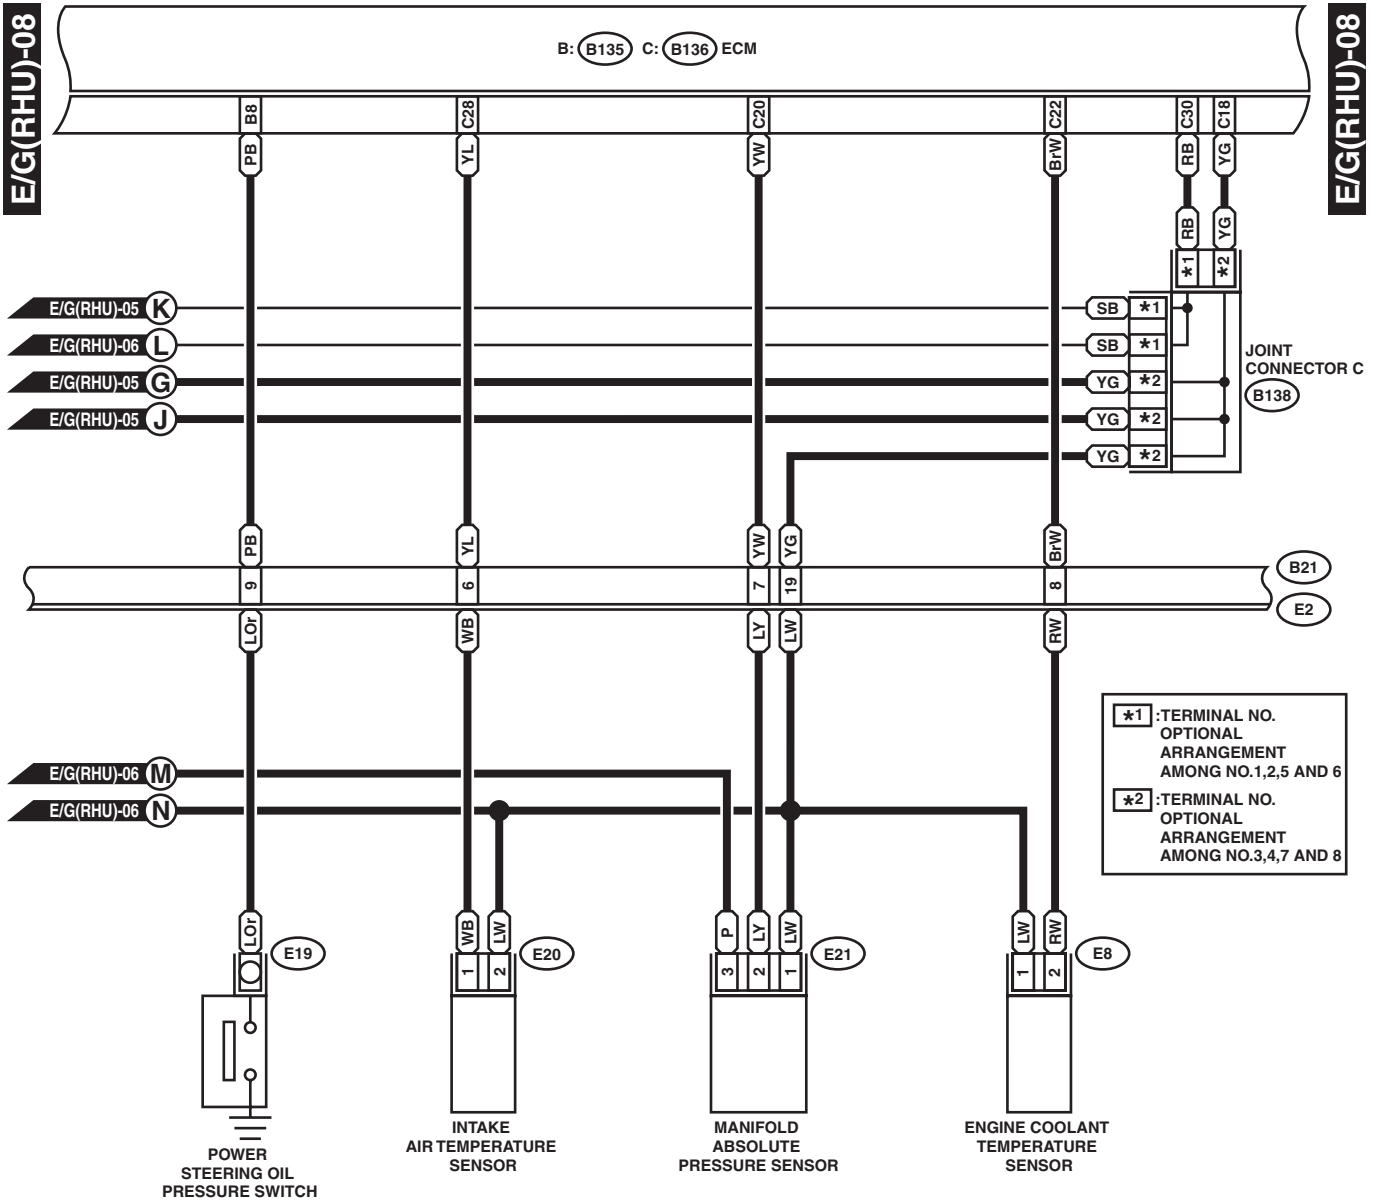 E/G(RHU)-08
E/G(RHU)-08
B: B135 C: B136 ECM
B8 C28 C20 C22 C30 C18
PB YL YW BrW RB YG
RB YG
*1 *2
E/G(RHU)-05 K SB *1
E/G(RHU)-06 L SB *1
E/G(RHU)-05 G YG *2
E/G(RHU)-05 J YG *2
YG *2
JOINT
CONNECTOR C
B138
PB YL YW YG BrW
9 6 7 19 8
B21
E2
LOr WB LY LW RW
*1 :TERMINAL NO.
OPTIONAL
ARRANGEMENT
AMONG NO.1,2,5 AND 6
*2 :TERMINAL NO.
OPTIONAL
ARRANGEMENT
AMONG NO.3,4,7 AND 8
E/G(RHU)-06 M
E/G(RHU)-06 N
LOr WB LW P LY LW LW RW
E19 E20 E21 E8
1 2 3 2 1 1 2
POWER
STEERING OIL
PRESSURE SWITCH
INTAKE
AIR TEMPERATURE
SENSOR
MANIFOLD
ABSOLUTE
PRESSURE SENSOR
ENGINE COOLANT
TEMPERATURE
SENSOR